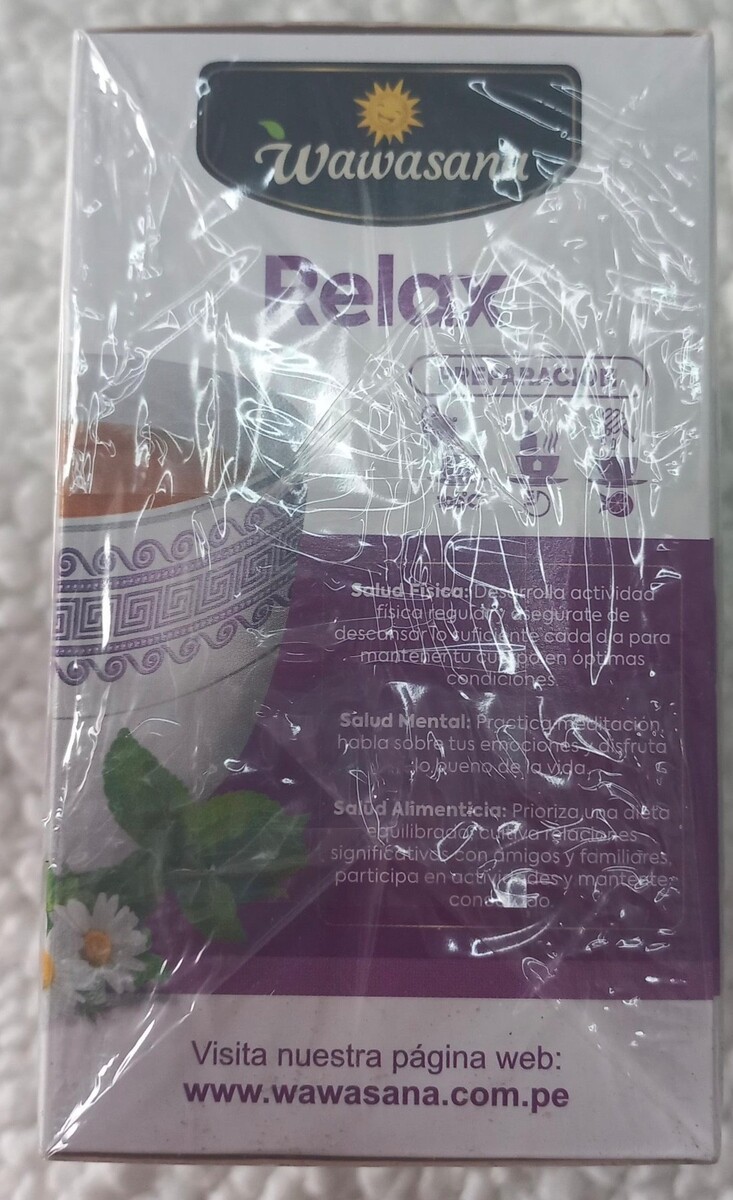 Wawasana
Relax
PREPARACIÓN
Salud Física: Desarrolla actividad
física regular, asegúrate de
descansar lo suficiente cada día para
mantener tu cuerpo en óptimas
condiciones.
Salud Mental: Practica meditación,
habla sobre tus emociones y disfruta
lo bueno de la vida.
Salud Alimenticia: Prioriza una dieta
equilibrada, cultiva relaciones
significativas con amigos y familiares,
participa en actividades y mantente
conectado.
Visita nuestra página web:
www.wawasana.com.pe